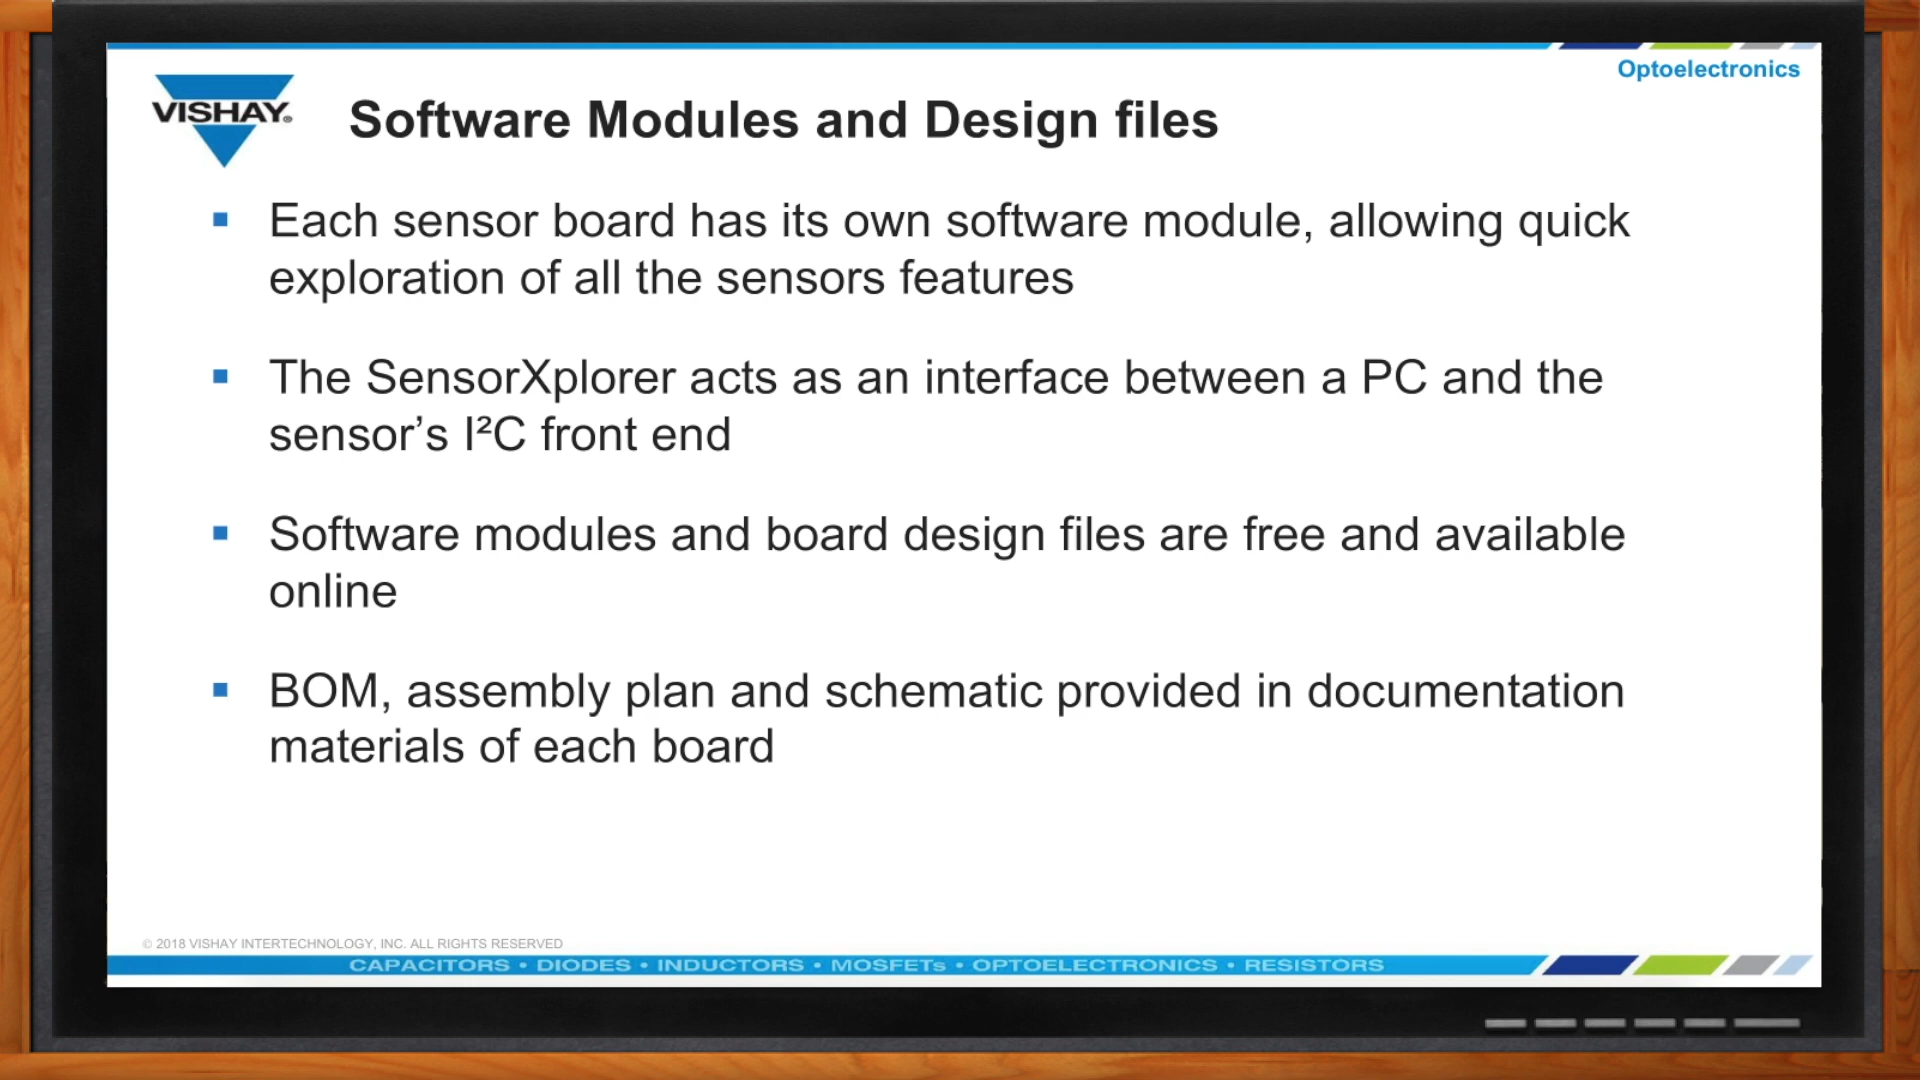 Optoelectronics
VISHAY®
Software Modules and Design files
▪ Each sensor board has its own software module, allowing quick
exploration of all the sensors features
▪ The SensorXplorer acts as an interface between a PC and the
sensor’s I²C front end
▪ Software modules and board design files are free and available
online
▪ BOM, assembly plan and schematic provided in documentation
materials of each board
© 2018 VISHAY INTERTECHNOLOGY, INC. ALL RIGHTS RESERVED
CAPACITORS • DIODES • INDUCTORS • MOSFETs • OPTOELECTRONICS • RESISTORS